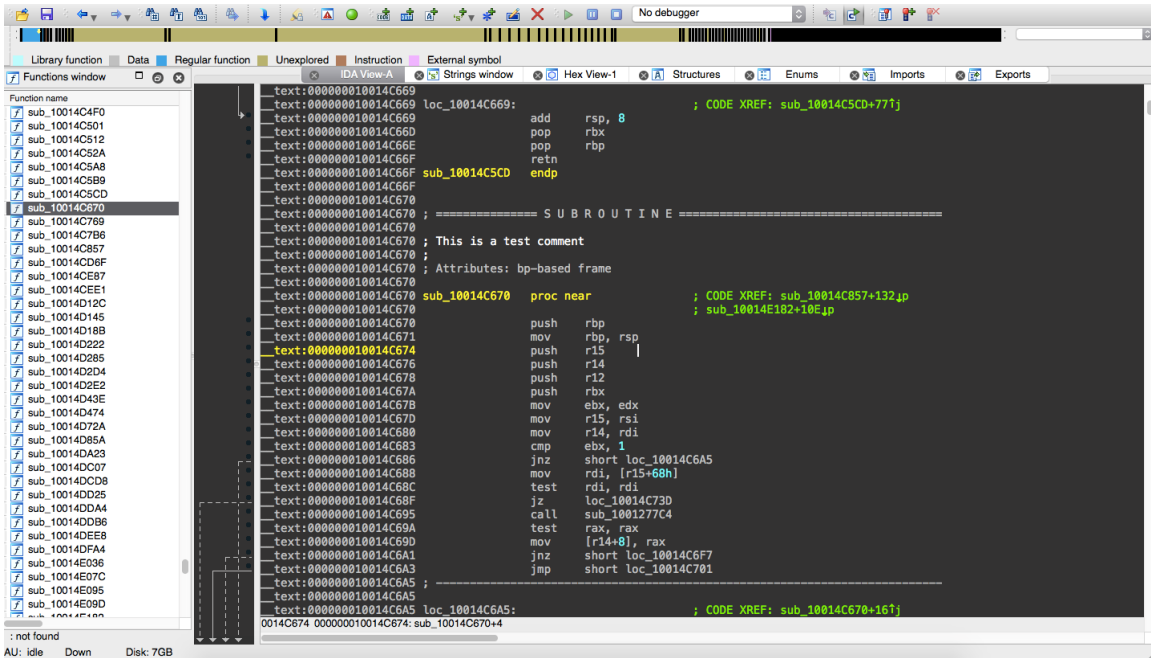 No debugger
Library function Data Regular function Unexplored Instruction External symbol
Functions window
IDA View-A Strings window Hex View-1 Structures Enums Imports Exports
Function name
sub_10014C4F0
sub_10014C501
sub_10014C512
sub_10014C52A
sub_10014C5A8
sub_10014C5B9
sub_10014C5CD
sub_10014C670
sub_10014C769
sub_10014C7B6
sub_10014C857
sub_10014CD6F
sub_10014CE87
sub_10014CEE1
sub_10014D12C
sub_10014D145
sub_10014D18B
sub_10014D222
sub_10014D285
sub_10014D2D4
sub_10014D2E2
sub_10014D43E
sub_10014D474
sub_10014D72A
sub_10014D85A
sub_10014DA23
sub_10014DC07
sub_10014DCD8
sub_10014DD25
sub_10014DDA4
sub_10014DDB6
sub_10014DEE8
sub_10014DFA4
sub_10014E036
sub_10014E07C
sub_10014E095
sub_10014E09D
__text:000000010014C669
__text:000000010014C669 loc_10014C669: ; CODE XREF: sub_10014C5CD+77↑j
__text:000000010014C669 add rsp, 8
__text:000000010014C66D pop rbx
__text:000000010014C66E pop rbp
__text:000000010014C66F retn
__text:000000010014C66F sub_10014C5CD endp
__text:000000010014C66F
__text:000000010014C670
__text:000000010014C670 ; =============== S U B R O U T I N E =======================================
__text:000000010014C670
__text:000000010014C670 ; This is a test comment
__text:000000010014C670 ;
__text:000000010014C670 ; Attributes: bp-based frame
__text:000000010014C670
__text:000000010014C670 sub_10014C670 proc near ; CODE XREF: sub_10014C857+132↓p
__text:000000010014C670 ; sub_10014E182+10E↓p
__text:000000010014C670 push rbp
__text:000000010014C671 mov rbp, rsp
__text:000000010014C674 push r15
__text:000000010014C676 push r14
__text:000000010014C678 push r12
__text:000000010014C67A push rbx
__text:000000010014C67B mov ebx, edx
__text:000000010014C67D mov r15, rsi
__text:000000010014C680 mov r14, rdi
__text:000000010014C683 cmp ebx, 1
__text:000000010014C686 jnz short loc_10014C6A5
__text:000000010014C688 mov rdi, [r15+68h]
__text:000000010014C68C test rdi, rdi
__text:000000010014C68F jz loc_10014C73D
__text:000000010014C695 call sub_1001277C4
__text:000000010014C69A test rax, rax
__text:000000010014C69D mov [r14+8], rax
__text:000000010014C6A1 jnz short loc_10014C6F7
__text:000000010014C6A3 jmp short loc_10014C701
__text:000000010014C6A5 ; ---------------------------------------------------------------------------
__text:000000010014C6A5
__text:000000010014C6A5 loc_10014C6A5: ; CODE XREF: sub_10014C670+16↑j
0014C674 000000010014C674: sub_10014C670+4
: not found
AU: idle Down Disk: 7GB